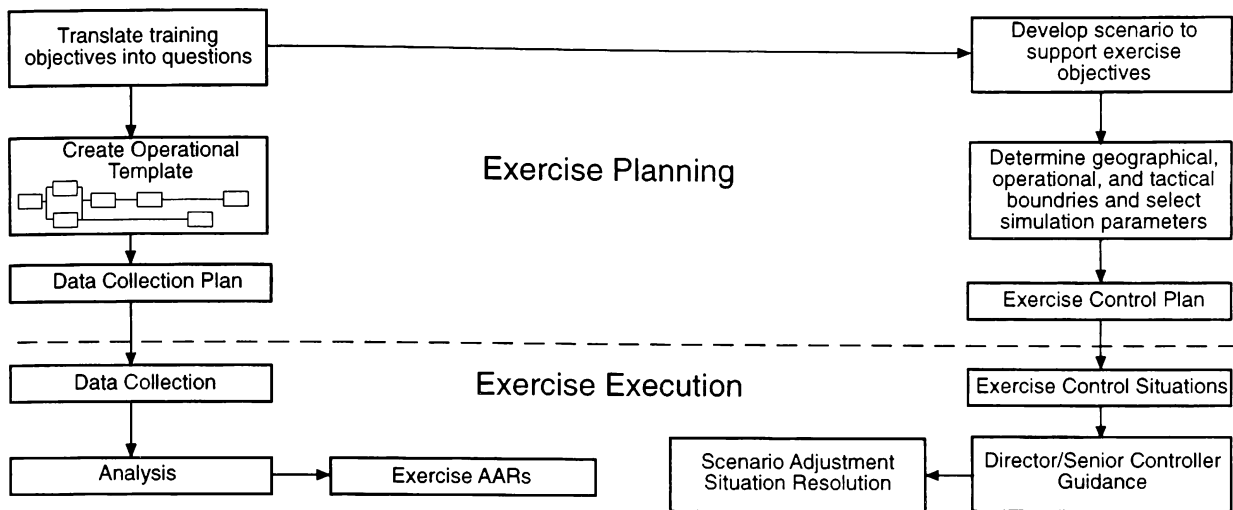 Translate training
objectives into questions
Develop scenario to
support exercise
objectives
Create Operational
Template
Exercise Planning
Determine geographical,
operational, and tactical
boundries and select
simulation parameters
Data Collection Plan
Exercise Control Plan
Data Collection
Exercise Execution
Exercise Control Situations
Analysis
Exercise AARs
Scenario Adjustment
Situation Resolution
Director/Senior Controller
Guidance